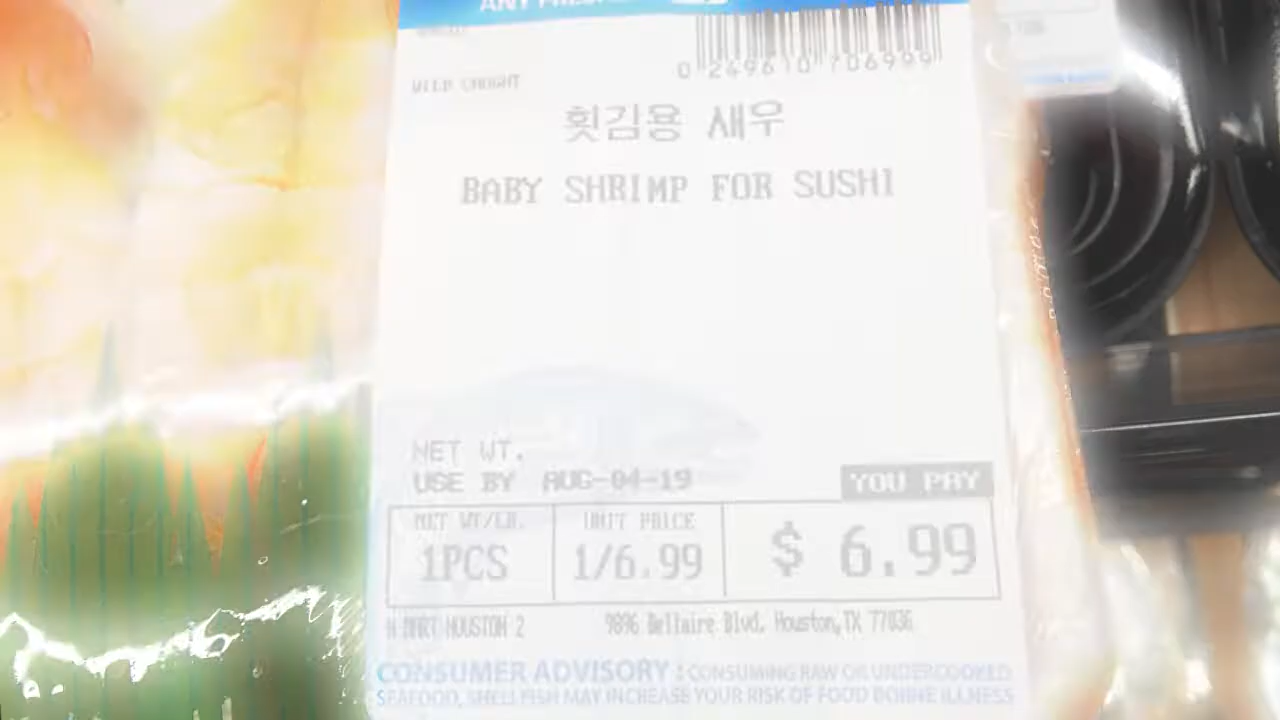 WILD CAUGHT
0 249610 706999
횟김용 새우
BABY SHRIMP FOR SUSHI
NET WT.
USE BY AUG-04-19
YOU PAY
NET WT/LB. UNIT PRICE
1PCS 1/6.99 $ 6.99
H MART HOUSTON 2 9896 Bellaire Blvd, Houston,TX 77036
CONSUMER ADVISORY : CONSUMING RAW OR UNDERCOOKED
SEAFOOD, SHELLFISH MAY INCREASE YOUR RISK OF FOOD BORNE ILLNESS